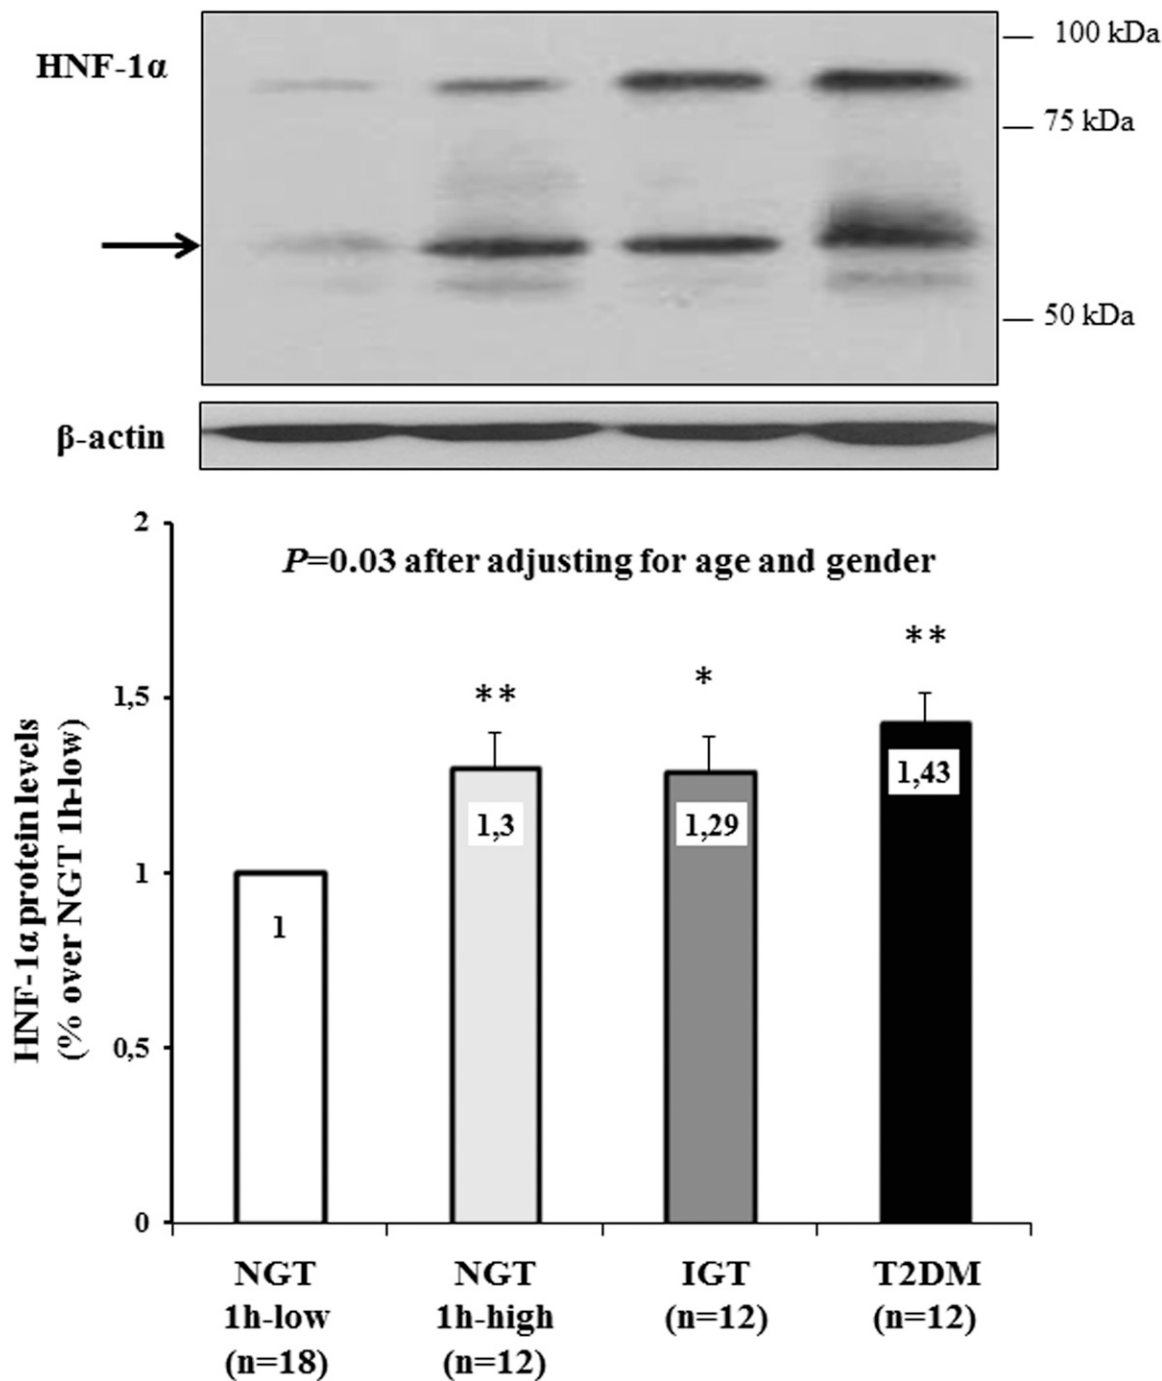 100 kDa
HNF-1α
75 kDa
50 kDa
β-actin
2
P=0.03 after adjusting for age and gender
**
*
**
1,5
1,43
1,3
1,29
HNF-1α protein levels
(% over NGT 1h-low)
1
1
0,5
0
NGT
1h-low
(n=18)
NGT
1h-high
(n=12)
IGT
(n=12)
T2DM
(n=12)